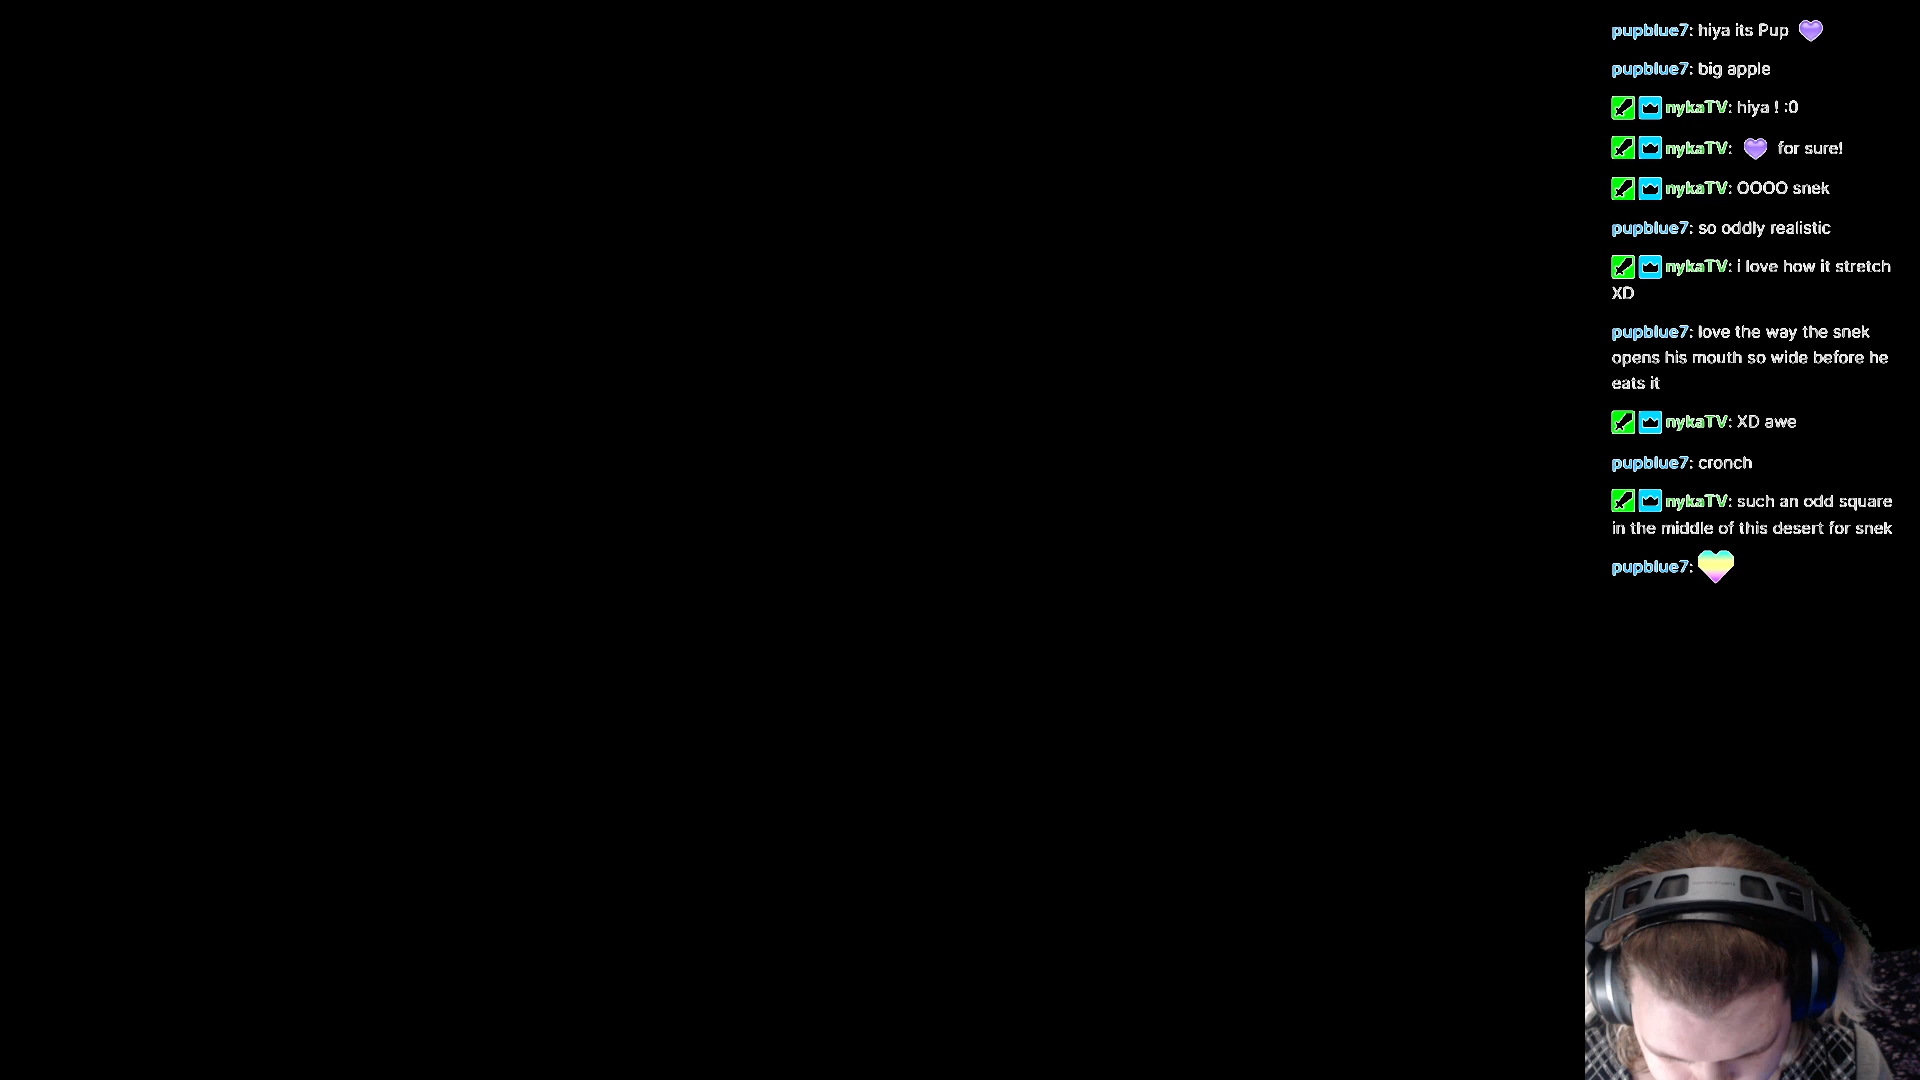 pupblue7: hiya its Pup
pupblue7: big apple
nykaTV: hiya ! :0
nykaTV: for sure!
nykaTV: OOOO snek
pupblue7: so oddly realistic
nykaTV: i love how it stretch
XD
pupblue7: love the way the snek
opens his mouth so wide before he
eats it
nykaTV: XD awe
pupblue7: cronch
nykaTV: such an odd square
in the middle of this desert for snek
pupblue7: